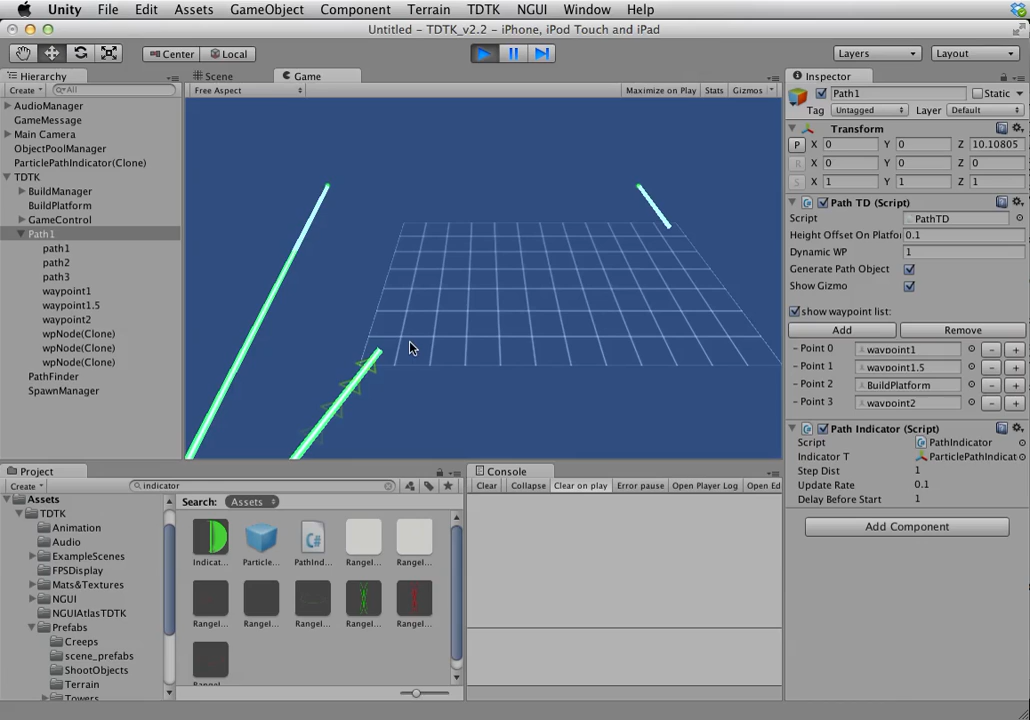 Unity File Edit Assets GameObject Component Terrain TDTK NGUI Window Help
Untitled - TDTK_v2.2 - iPhone, iPod Touch and iPad
Center Local Layers Layout
Hierarchy
Create All
AudioManager
GameMessage
Main Camera
ObjectPoolManager
ParticlePathIndicator(Clone)
TDTK
BuildManager
BuildPlatform
GameControl
Path1
path1
path2
path3
waypoint1
waypoint1.5
waypoint2
wpNode(Clone)
wpNode(Clone)
wpNode(Clone)
PathFinder
SpawnManager
Scene Game
Free Aspect Maximize on Play Stats Gizmos
Inspector
Path1 Static
Tag Untagged Layer Default
Transform
P X 0 Y 0 Z 10.10805
R X 0 Y 0 Z 0
S X 1 Y 1 Z 1
Path TD (Script)
Script PathTD
Height Offset On Platfo 0.1
Dynamic WP 1
Generate Path Object
Show Gizmo
show waypoint list:
Add Remove
- Point 0 waypoint1 - +
- Point 1 waypoint1.5 - +
- Point 2 BuildPlatform - +
- Point 3 waypoint2 - +
Path Indicator (Script)
Script PathIndicator
Indicator T ParticlePathIndicat
Step Dist 1
Update Rate 0.1
Delay Before Start 1
Add Component
Project
Create indicator
Assets
TDTK
Animation
Audio
ExampleScenes
FPSDisplay
Mats&Textures
NGUI
NGUIAtlasTDTK
Prefabs
Creeps
scene_prefabs
ShootObjects
Terrain
Towers
Search: Assets
Indicat... Particle... PathInd... RangeI... RangeI...
RangeI... RangeI... RangeI... RangeI... RangeI...
RangeI...
Console
Clear Collapse Clear on play Error pause Open Player Log Open Ed